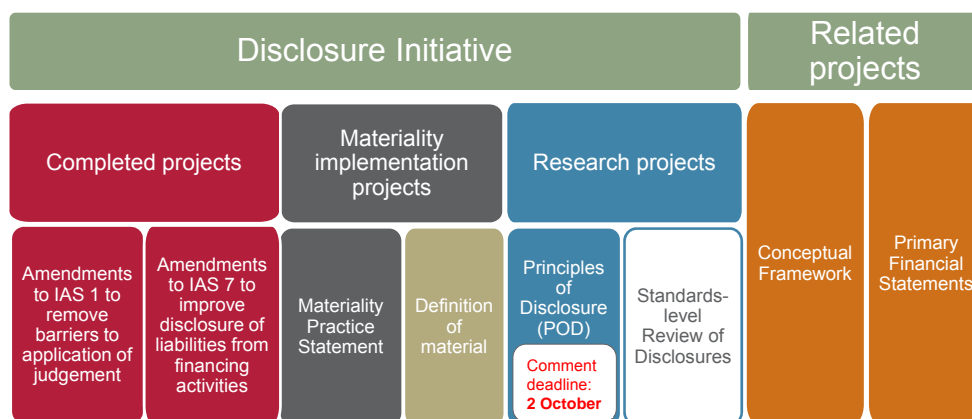 Disclosure Initiative
Related
projects
Completed projects
Materiality
implementation
projects
Research projects
Amendments
to IAS 1 to
remove
barriers to
application of
judgement
Amendments to
IAS 7 to
improve
disclosure of
liabilities from
financing
activities
Materiality
Practice
Statement
Definition
of
material
Principles
of
Disclosure
(POD)
Comment
deadline:
2 October
Standards-
level
Review of
Disclosures
Conceptual
Framework
Primary
Financial
Statements